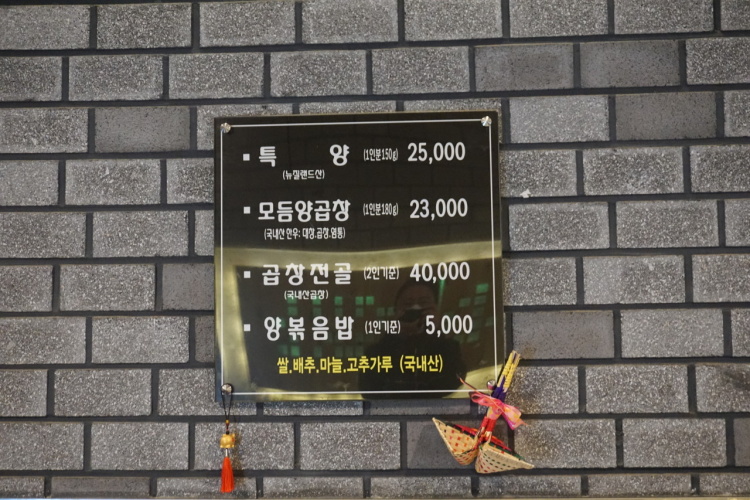 ▪ 특 양 (1인분150g) 25,000
(뉴질랜드산)
▪ 모듬양곱창 (1인분180g) 23,000
(국내산 한우: 대창,곱창,염통)
▪ 곱창전골 (2인기준) 40,000
(국내산곱창)
▪ 양볶음밥 (1인기준) 5,000
쌀,배추,마늘,고추가루 (국내산)